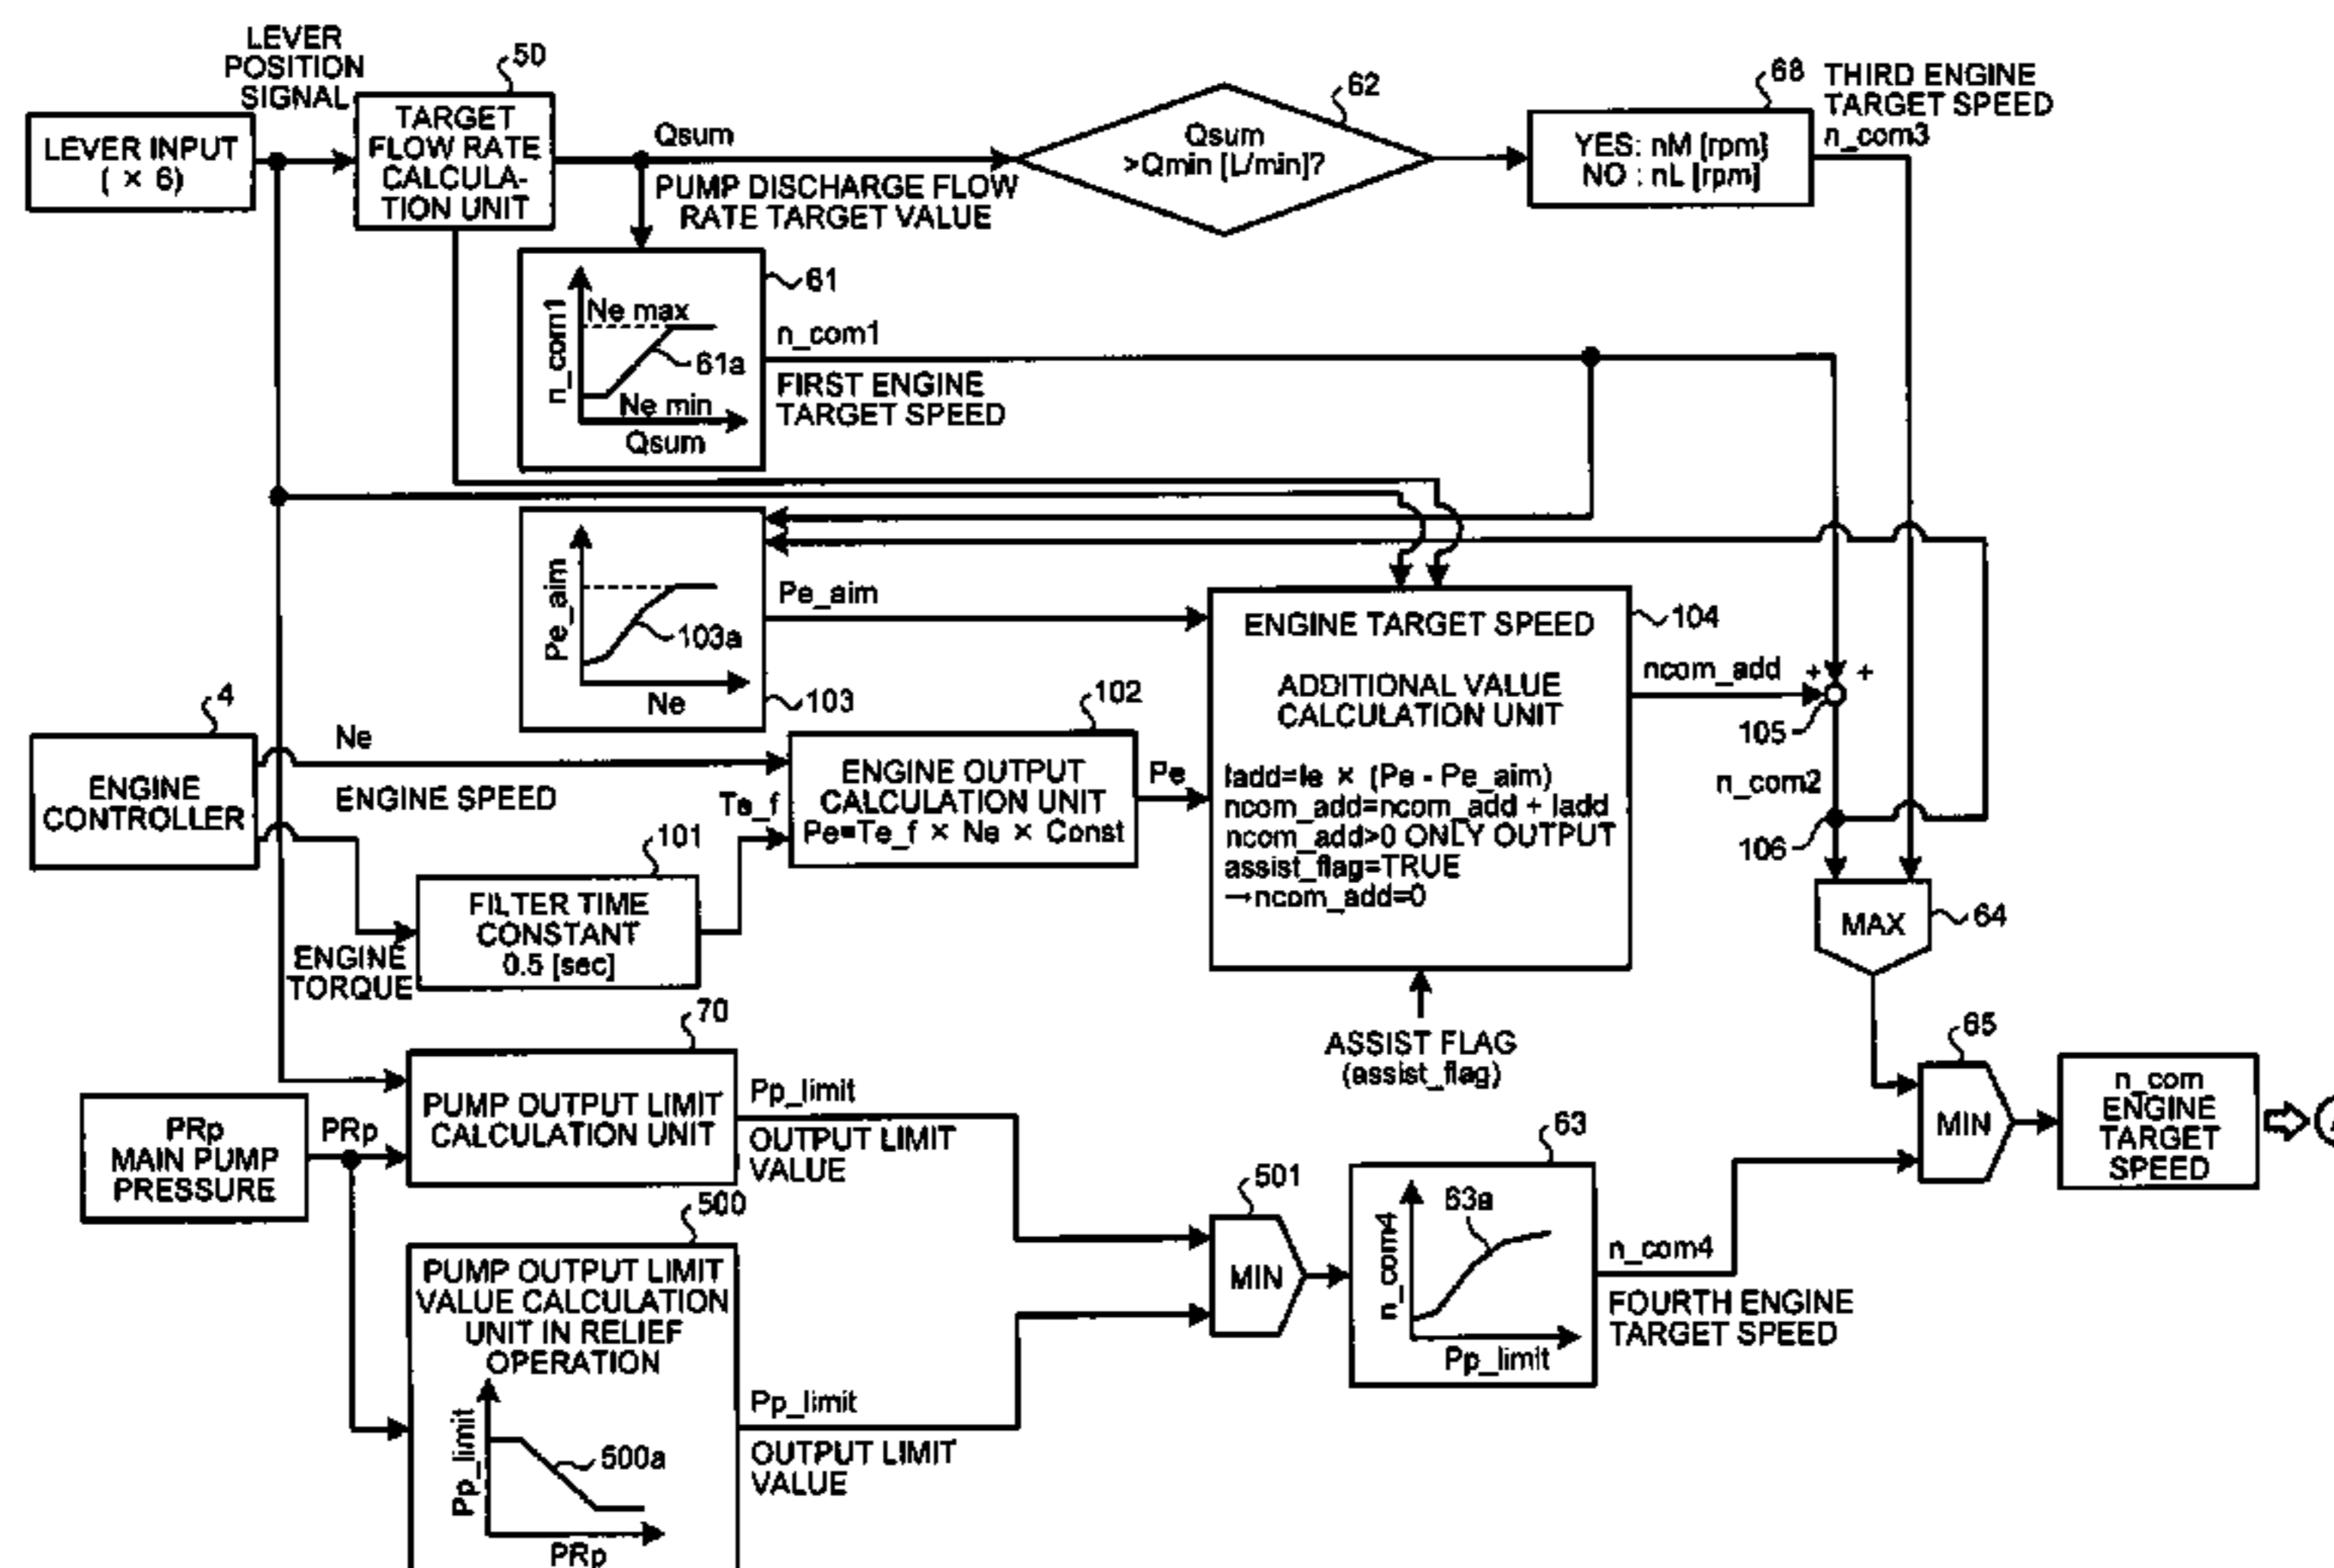 LEVER
POSITION
SIGNAL
50
LEVER INPUT
( × 6)
TARGET
FLOW RATE
CALCULA-
TION UNIT
Qsum
PUMP DISCHARGE FLOW
RATE TARGET VALUE
62
Qsum
>Qmin [L/min]?
68
YES: nM [rpm]
NO : nL [rpm]
THIRD ENGINE
TARGET SPEED
n_com3
61
n_com1
Ne max
61a
Ne min
Qsum
n_com1
FIRST ENGINE
TARGET SPEED
Pe_aim
103a
Ne
103
Pe_aim
ENGINE TARGET SPEED
ADDITIONAL VALUE
CALCULATION UNIT
Iadd=Ie × (Pe - Pe_aim)
ncom_add=ncom_add + Iadd
ncom_add>0 ONLY OUTPUT
assist_flag=TRUE
→ncom_add=0
104
ncom_add
+
+
105
n_com2
106
4
ENGINE
CONTROLLER
Ne
ENGINE SPEED
102
ENGINE OUTPUT
CALCULATION UNIT
Pe=Te_f × Ne × Const
Pe
Te_f
101
FILTER TIME
CONSTANT
0.5 [sec]
ENGINE
TORQUE
ASSIST FLAG
(assist_flag)
MAX
64
70
PUMP OUTPUT LIMIT
CALCULATION UNIT
Pp_limit
OUTPUT LIMIT
VALUE
PRp
MAIN PUMP
PRESSURE
PRp
500
PUMP OUTPUT LIMIT
VALUE CALCULATION
UNIT IN RELIEF
OPERATION
Pp_limit
500a
PRp
Pp_limit
OUTPUT LIMIT
VALUE
501
MIN
63
n_com4
63a
Pp_limit
n_com4
FOURTH ENGINE
TARGET SPEED
65
MIN
n_com
ENGINE
TARGET
SPEED